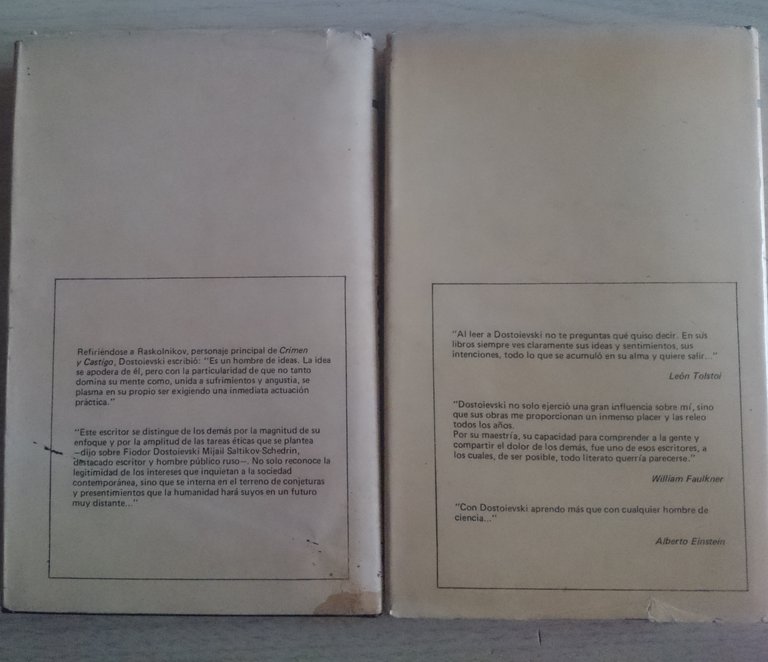 Refiriéndose a Raskolnikov, personaje principal de Crimen
y Castigo, Dostoievski escribió: "Es un hombre de ideas. La idea
se apodera de él, pero con la particularidad de que no tanto
domina su mente como, unida a sufrimientos y angustia, se
plasma en su propio ser exigiendo una inmediata actuación
práctica."
"Este escritor se distingue de los demás por la magnitud de su
enfoque y por la amplitud de las tareas éticas que se plantea
—dijo sobre Fiodor Dostoievski Mijail Saltikov-Schedrin,
destacado escritor y hombre público ruso—. No solo reconoce la
legitimidad de los intereses que inquietan a la sociedad
contemporánea, sino que se interna en el terreno de conjeturas
y presentimientos que la humanidad hará suyos en un futuro
muy distante..."
"Al leer a Dostoievski no te preguntas qué quiso decir. En sus
libros siempre ves claramente sus ideas y sentimientos, sus
intenciones, todo lo que se acumuló en su alma y quiere salir..."
León Tolstoi
"Dostoievski no solo ejerció una gran influencia sobre mí, sino
que sus obras me proporcionan un inmenso placer y las releo
todos los años.
Por su maestría, su capacidad para comprender a la gente y
compartir el dolor de los demás, fue uno de esos escritores, a
los cuales, de ser posible, todo literato querría parecerse."
William Faulkner
"Con Dostoievski aprendo más que con cualquier hombre de
ciencia..."
Alberto Einstein